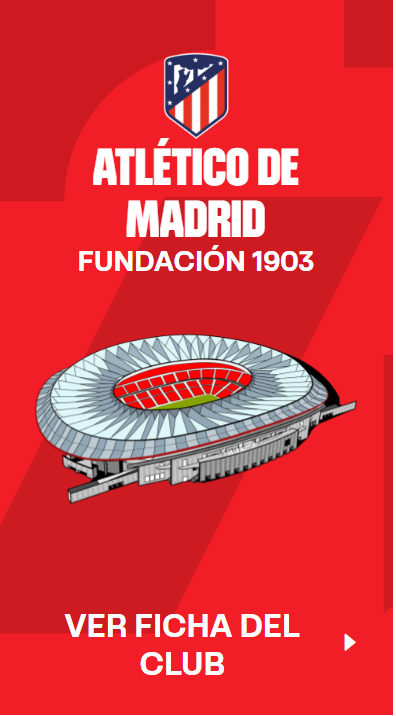 ATLÉTICO DE
MADRID
FUNDACIÓN 1903
VER FICHA DEL
CLUB